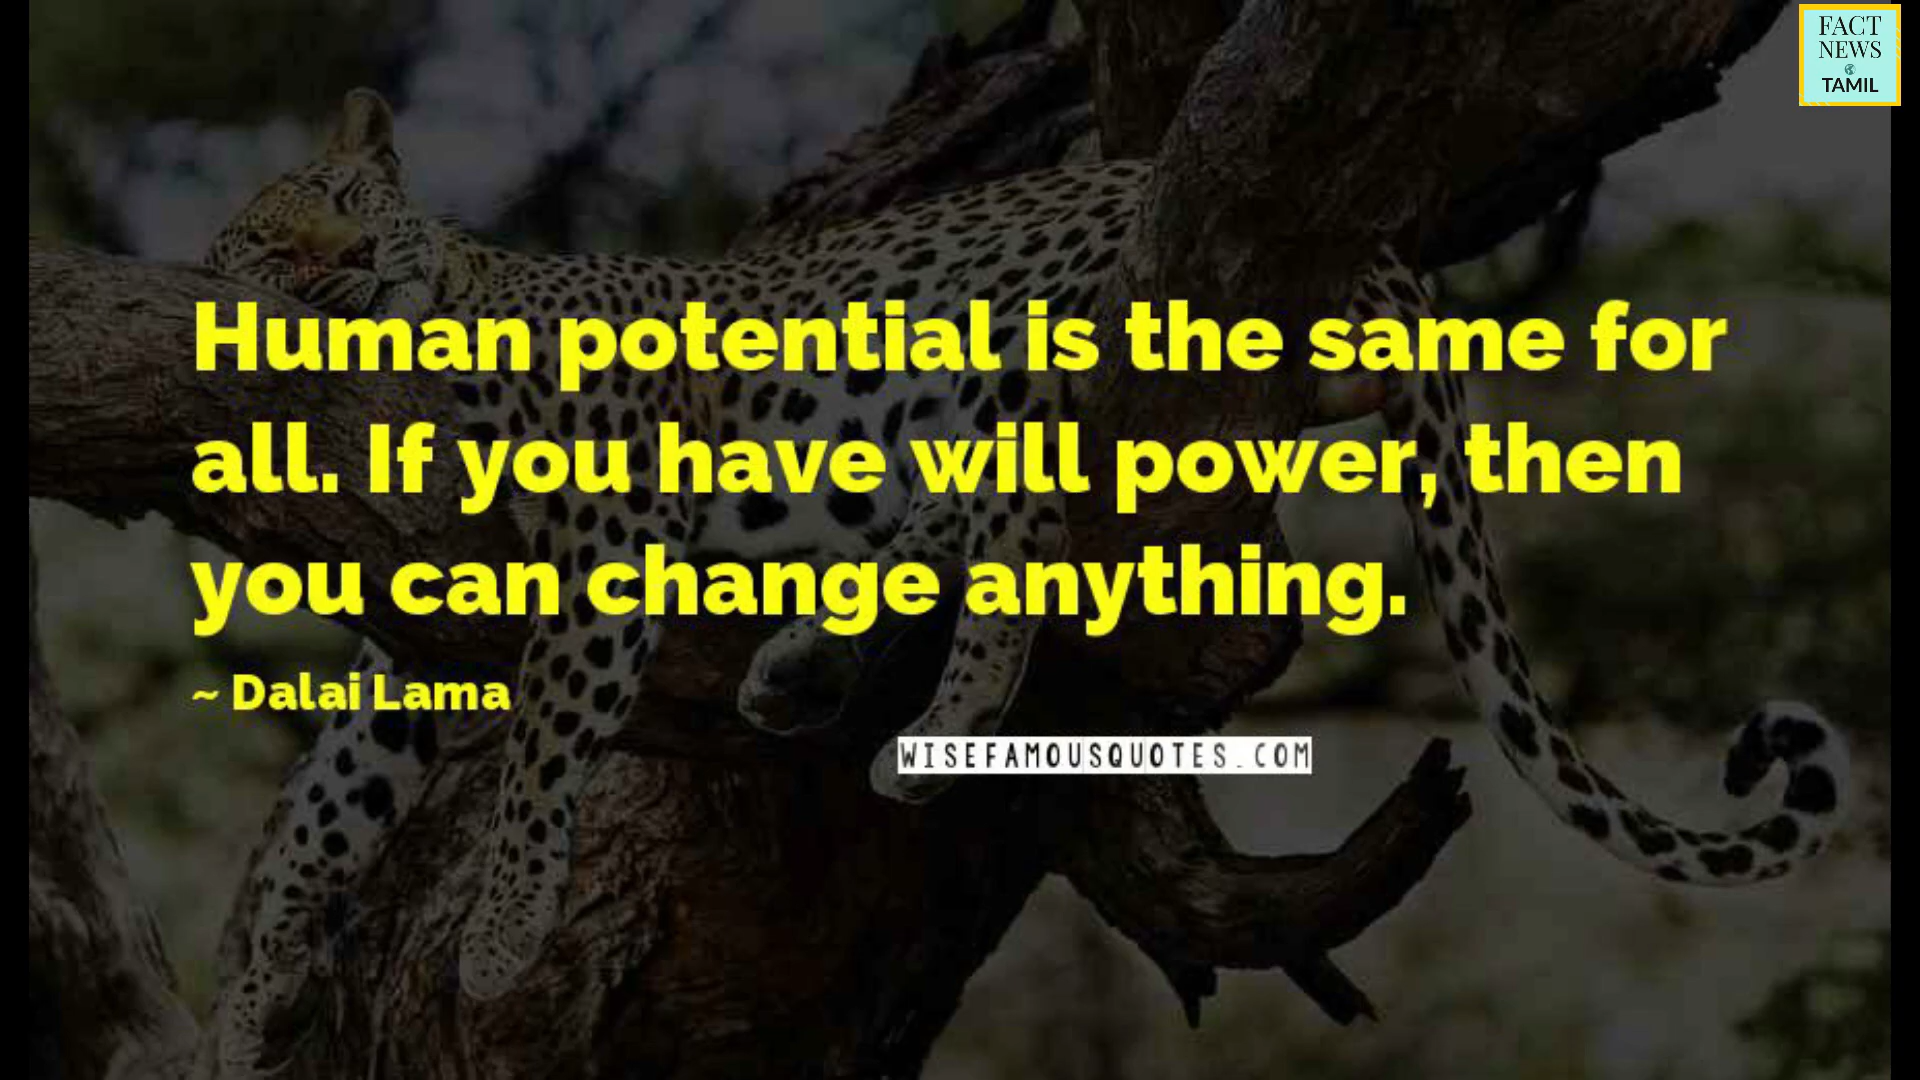 FACT
NEWS
TAMIL
Human potential is the same for
all. If you have will power, then
you can change anything.
~ Dalai Lama
WISEFAMOUSQUOTES.COM